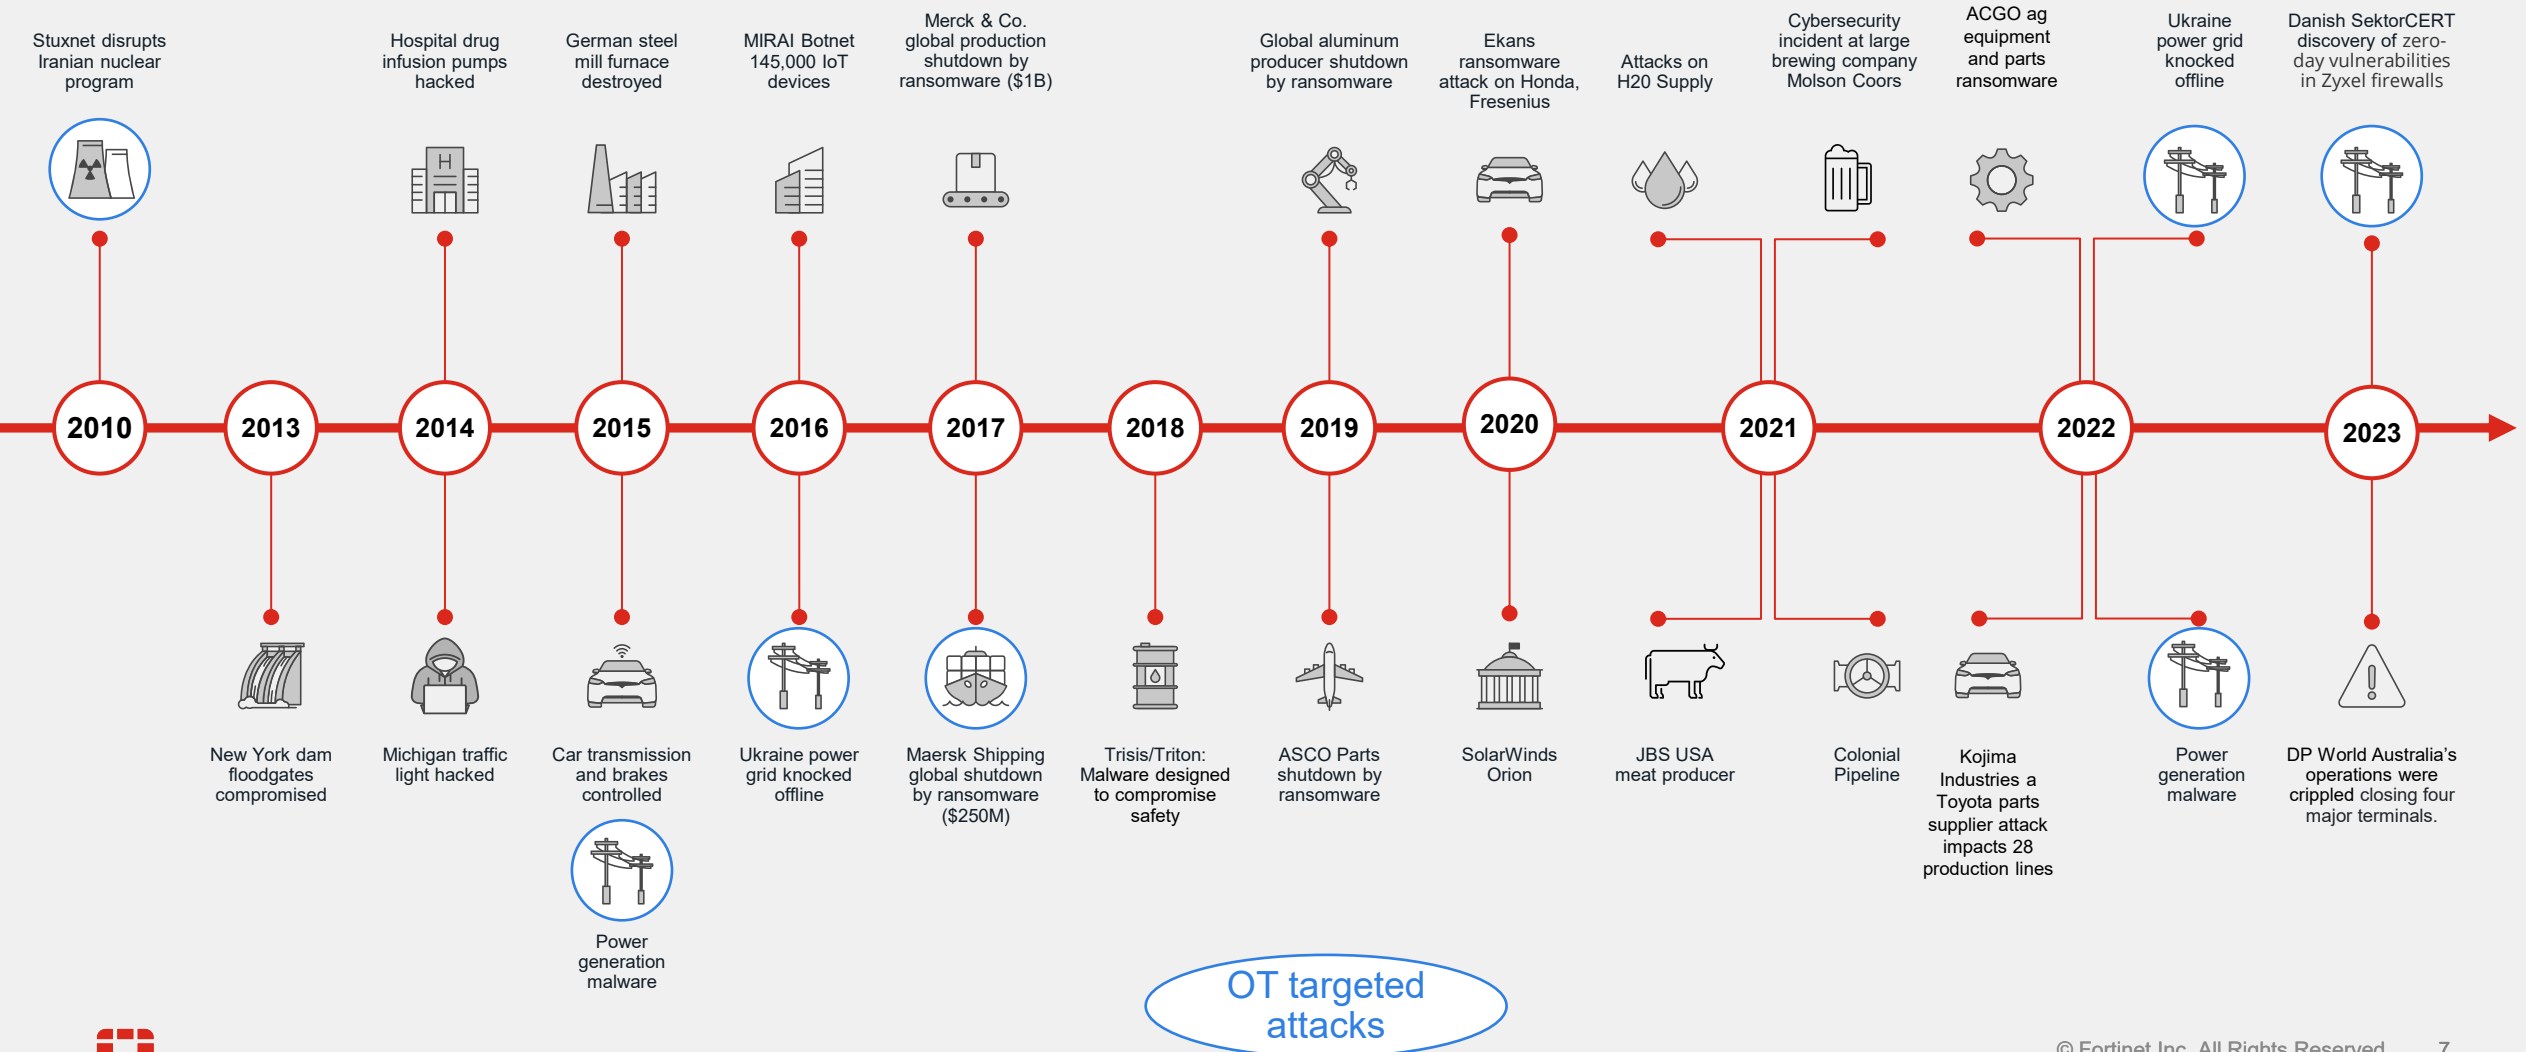 Stuxnet disrupts
Iranian nuclear
program
Hospital drug
infusion pumps
hacked
German steel
mill furnace
destroyed
MIRAI Botnet
145,000 IoT
devices
Merck & Co.
global production
shutdown by
ransomware ($1B)
Global aluminum
producer shutdown
by ransomware
Ekans
ransomware
attack on Honda,
Fresenius
Attacks on
H20 Supply
Cybersecurity
incident at large
brewing company
Molson Coors
ACGO ag
equipment
and parts
ransomware
Ukraine
power grid
knocked
offline
Danish SektorCERT
discovery of zero-
day vulnerabilities
in Zyxel firewalls
H
2010
2013
2014
2015
2016
2017
2018
2019
2020
2021
2022
2023
New York dam
floodgates
compromised
Michigan traffic
light hacked
Car transmission
and brakes
controlled
Power
generation
malware
Ukraine power
grid knocked
offline
Maersk Shipping
global shutdown
by ransomware
($250M)
Trisis/Triton:
Malware designed
to compromise
safety
ASCO Parts
shutdown by
ransomware
SolarWinds
Orion
JBS USA
meat producer
Colonial
Pipeline
Kojima
Industries a
Toyota parts
supplier attack
impacts 28
production lines
Power
generation
malware
DP World Australia’s
operations were
crippled closing four
major terminals.
OT targeted
attacks
© Fortinet Inc. All Rights Reserved.
7